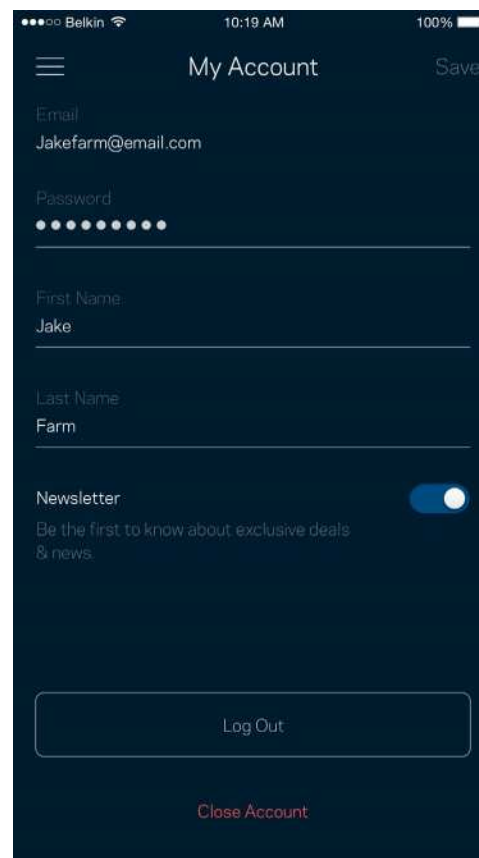 Belkin 10:19 AM 100%
My Account Save
Email
Jakefarm@email.com
Password
●●●●●●●●●
First Name
Jake
Last Name
Farm
Newsletter
Be the first to know about exclusive deals
& news.
Log Out
Close Account